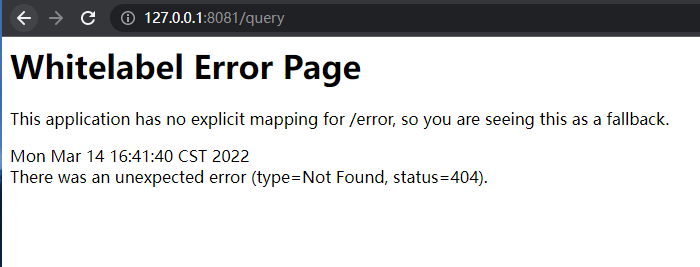 127.0.0.1:8081/query
Whitelabel Error Page
This application has no explicit mapping for /error, so you are seeing this as a fallback.
Mon Mar 14 16:41:40 CST 2022
There was an unexpected error (type=Not Found, status=404).